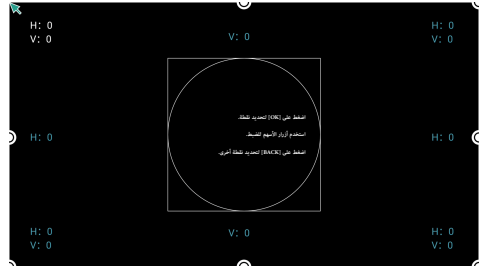 H: 0
V: 0
V: 0
H: 0
V: 0
اضغط على [OK] لتحديد نقطة.
استخدم أزرار الأسهم للضبط.
اضغط على [BACK] لتحديد نقطة أخرى.
H: 0
H: 0
H: 0
V: 0
V: 0
H: 0
V: 0